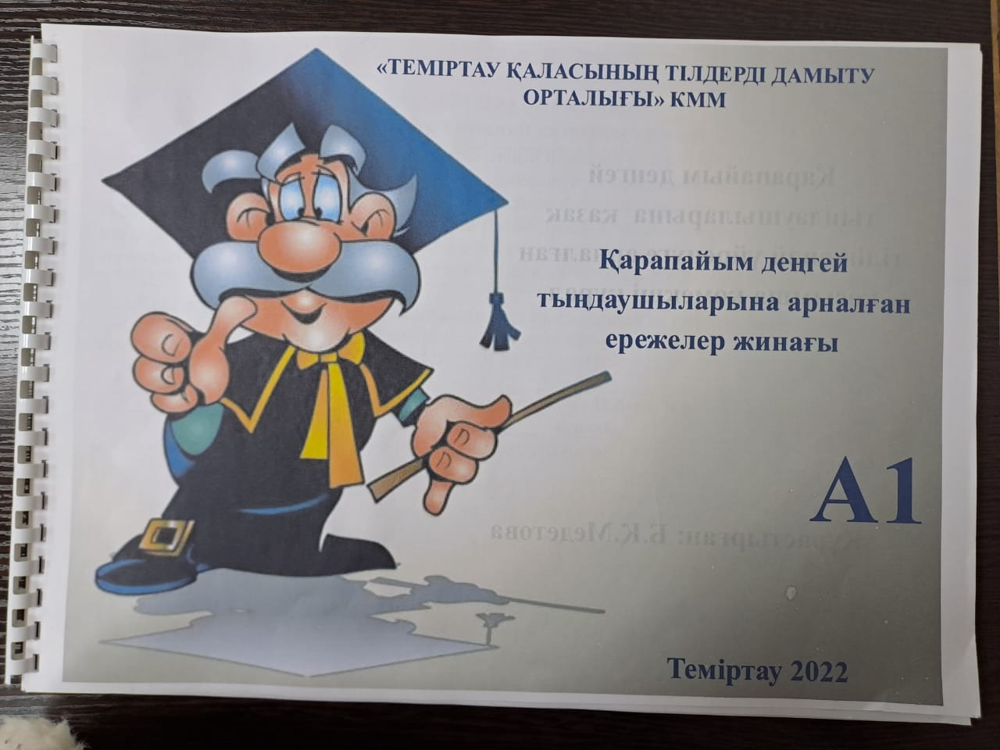 «ТЕМІРТАУ ҚАЛАСЫНЫҢ ТІЛДЕРДІ ДАМЫТУ
ОРТАЛЫҒЫ» КММ
Қарапайым деңгей
тыңдаушыларына арналған
ережелер жинағы
А1
Теміртау 2022